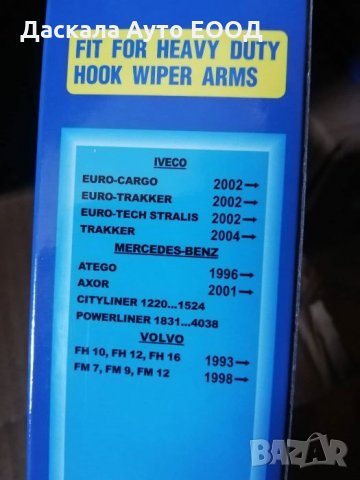 Даскала Ауто ЕООД
FIT FOR HEAVY DUTY
HOOK WIPER ARMS
IVECO
EURO-CARGO 2002→
EURO-TRAKKER 2002→
EURO-TECH STRALIS 2002→
TRAKKER 2004→
MERCEDES-BENZ
ATEGO 1996→
AXOR 2001→
CITYLINER 1220...1524
POWERLINER 1831...4038
VOLVO
FH 10, FH 12, FH 16 1993→
FM 7, FM 9, FM 12 1998→
BAZAR
bg